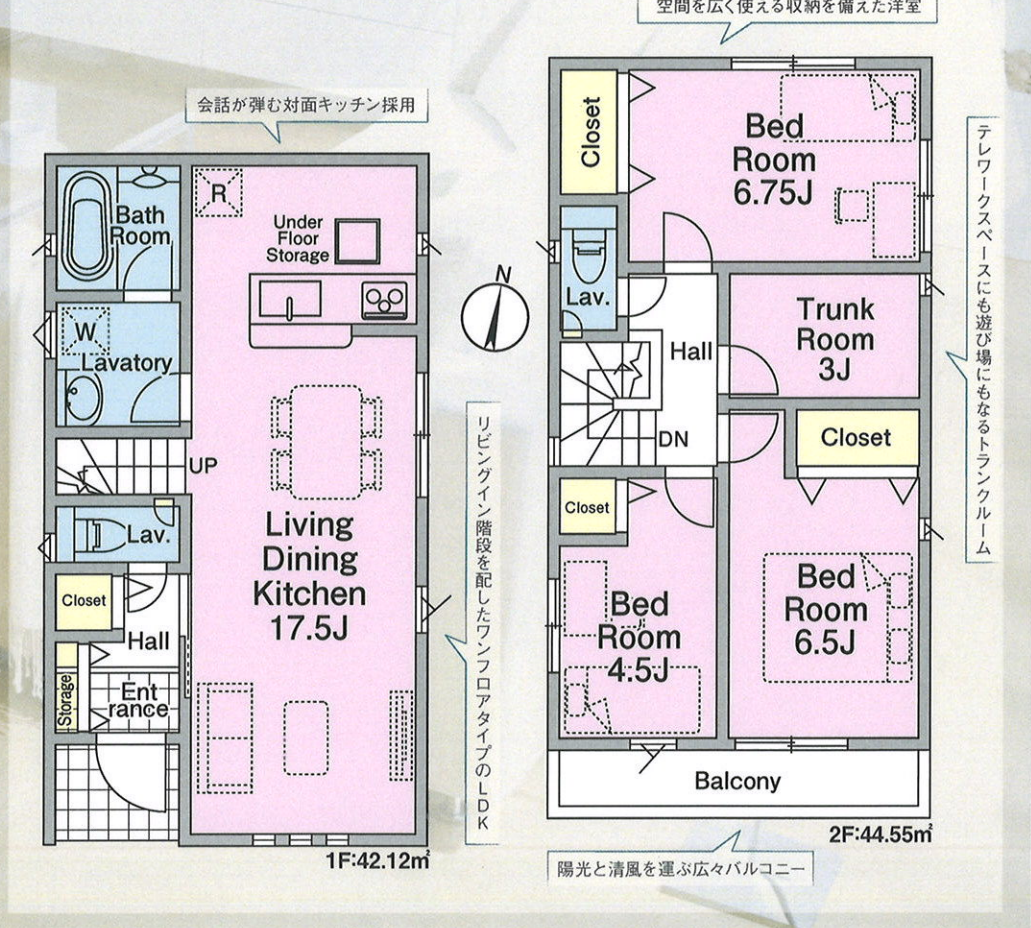 空間を広く使える収納を備えた洋室
会話が弾む対面キッチン採用
Bath
Room
R
Under
Floor
Storage
W
Lavatory
UP
Lav.
Living
Dining
Kitchen
17.5J
Closet
Hall
Storage
Ent
rance
1F:42.12㎡
N
リビングイン階段を配したワンフロアタイプのLDK
Closet
Bed
Room
6.75J
Lav.
Hall
Trunk
Room
3J
DN
Closet
Closet
Bed
Room
4.5J
Bed
Room
6.5J
Balcony
2F:44.55㎡
テレワークスペースにも遊び場にもなるトランクルーム
陽光と清風を運ぶ広々バルコニー